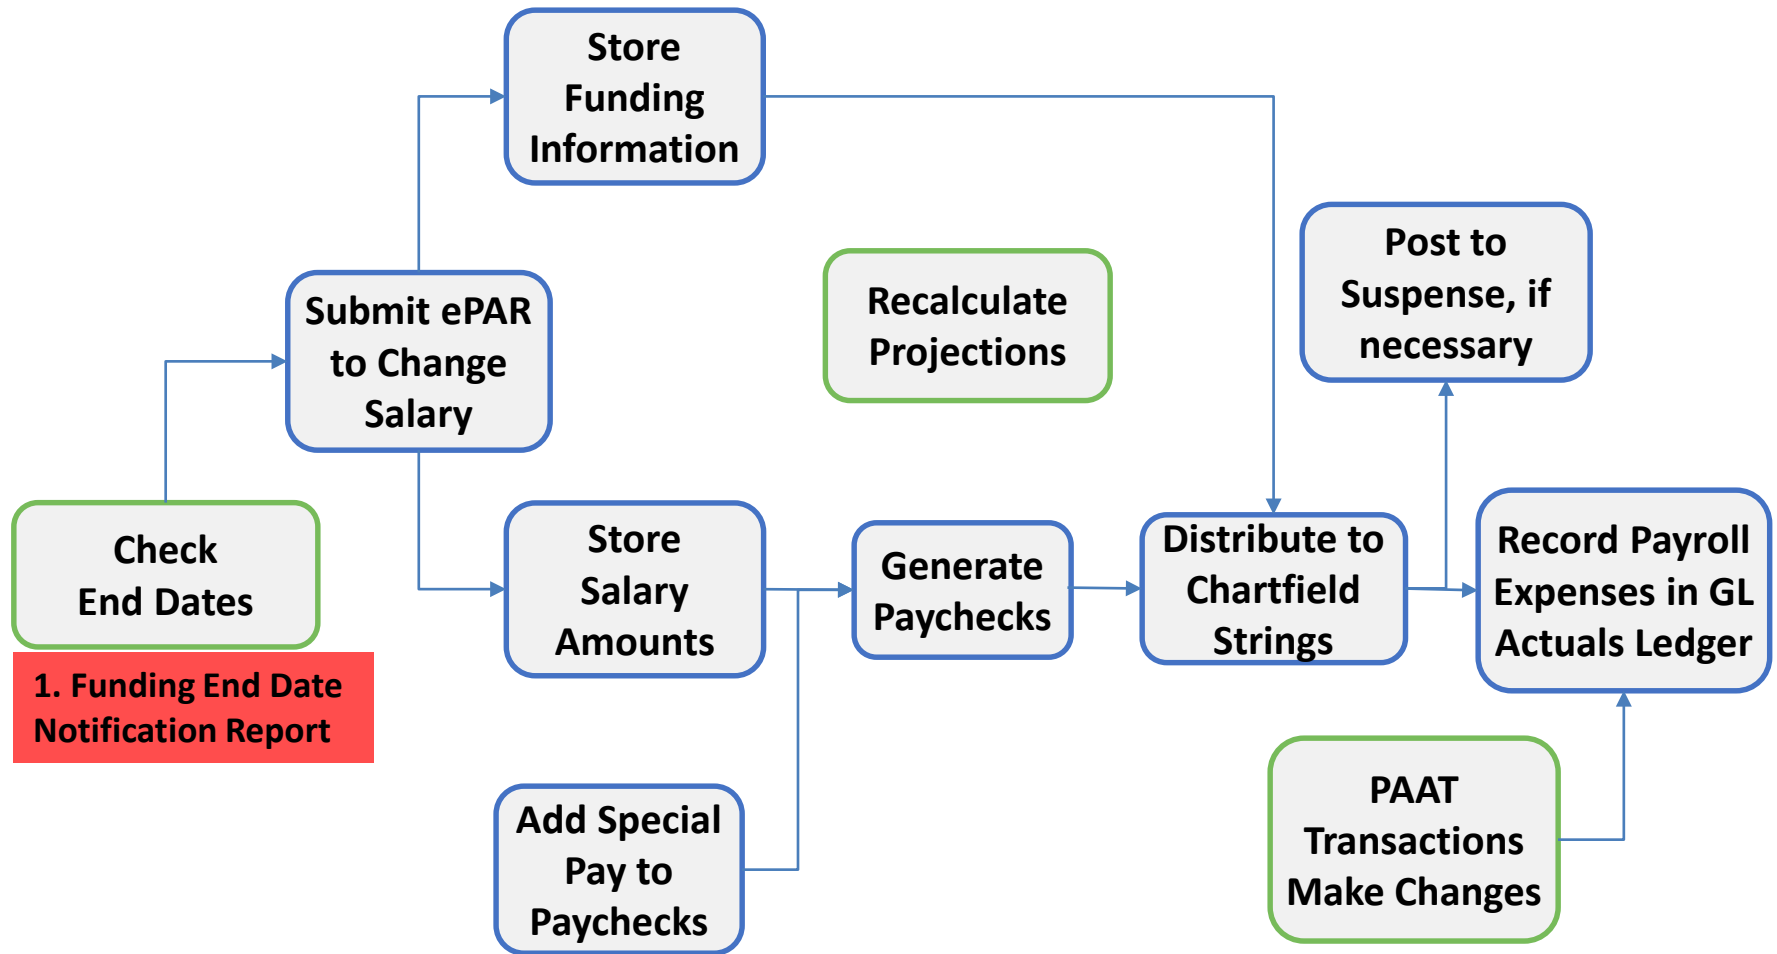 Store
Funding
Information
Submit ePAR
to Change
Salary
Recalculate
Projections
Post to
Suspense, if
necessary
Check
End Dates
1. Funding End Date
Notification Report
Store
Salary
Amounts
Generate
Paychecks
Distribute to
Chartfield
Strings
Record Payroll
Expenses in GL
Actuals Ledger
Add Special
Pay to
Paychecks
PAAT
Transactions
Make Changes